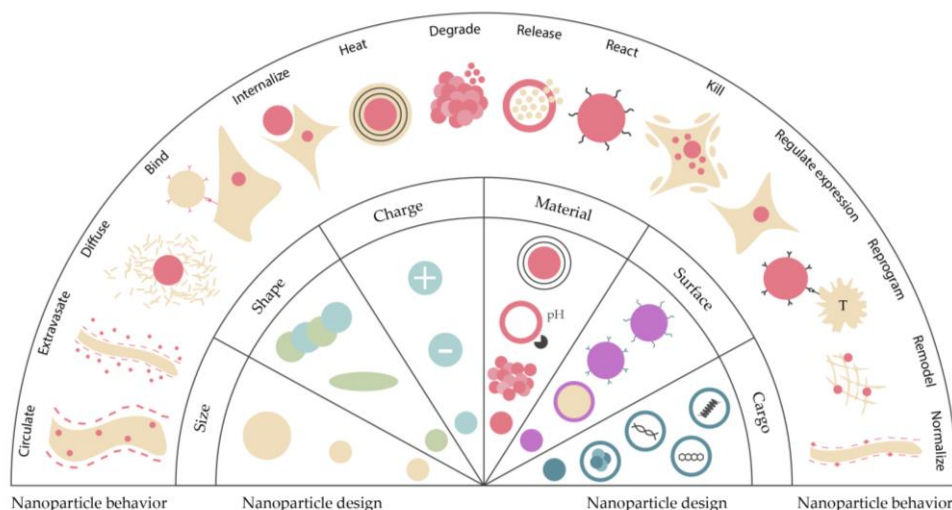 Circulate
Extravasate
Diffuse
Bind
Internalize
Heat
Degrade
Release
React
Kill
Regulate expression
Reprogram
Remodel
Normalize
Size
Shape
Charge
Material
Surface
Cargo
+
-
pH
T
Nanoparticle behavior
Nanoparticle design
Nanoparticle design
Nanoparticle behavior